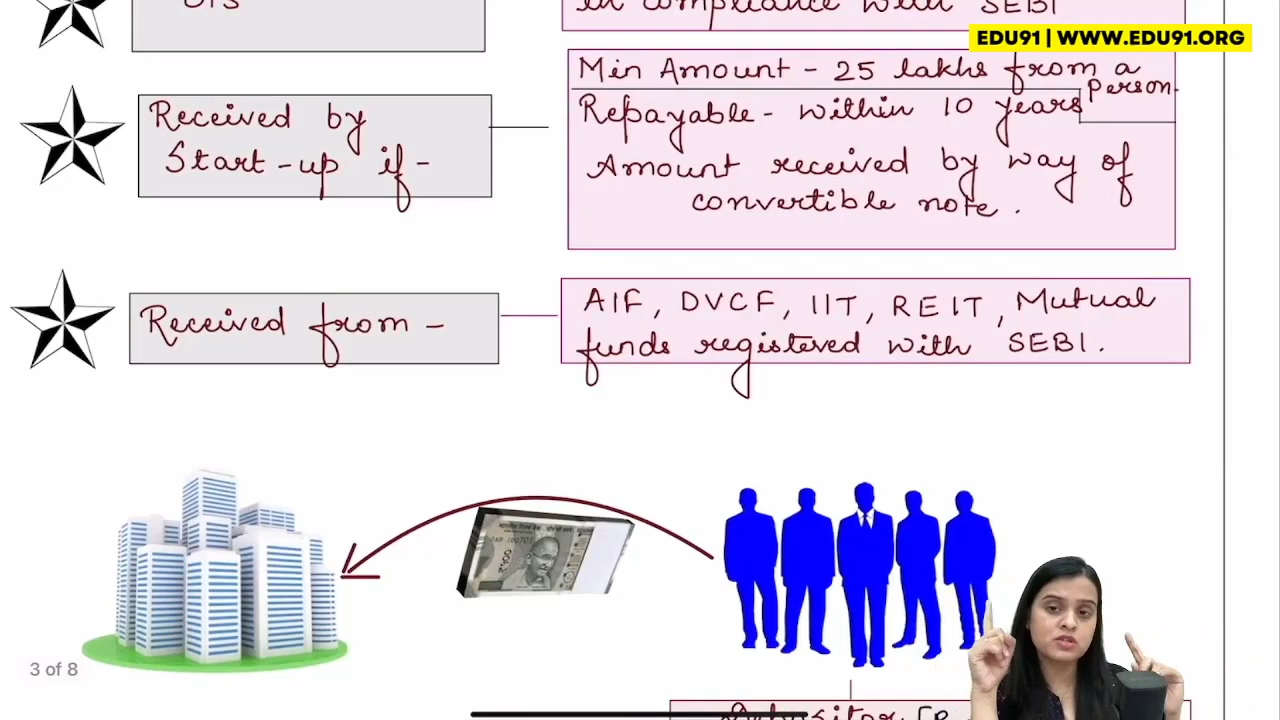 CIS
in compliance with SEBI
EDU91 | WWW.EDU91.ORG
Min Amount - 25 lakhs from a
person.
Received by
Start-up if -
Repayable - within 10 years
Amount received by way of
convertible note.
Received from -
AIF, DVCF, IIT, REIT, Mutual
funds registered with SEBI.
3 of 8
Depositor